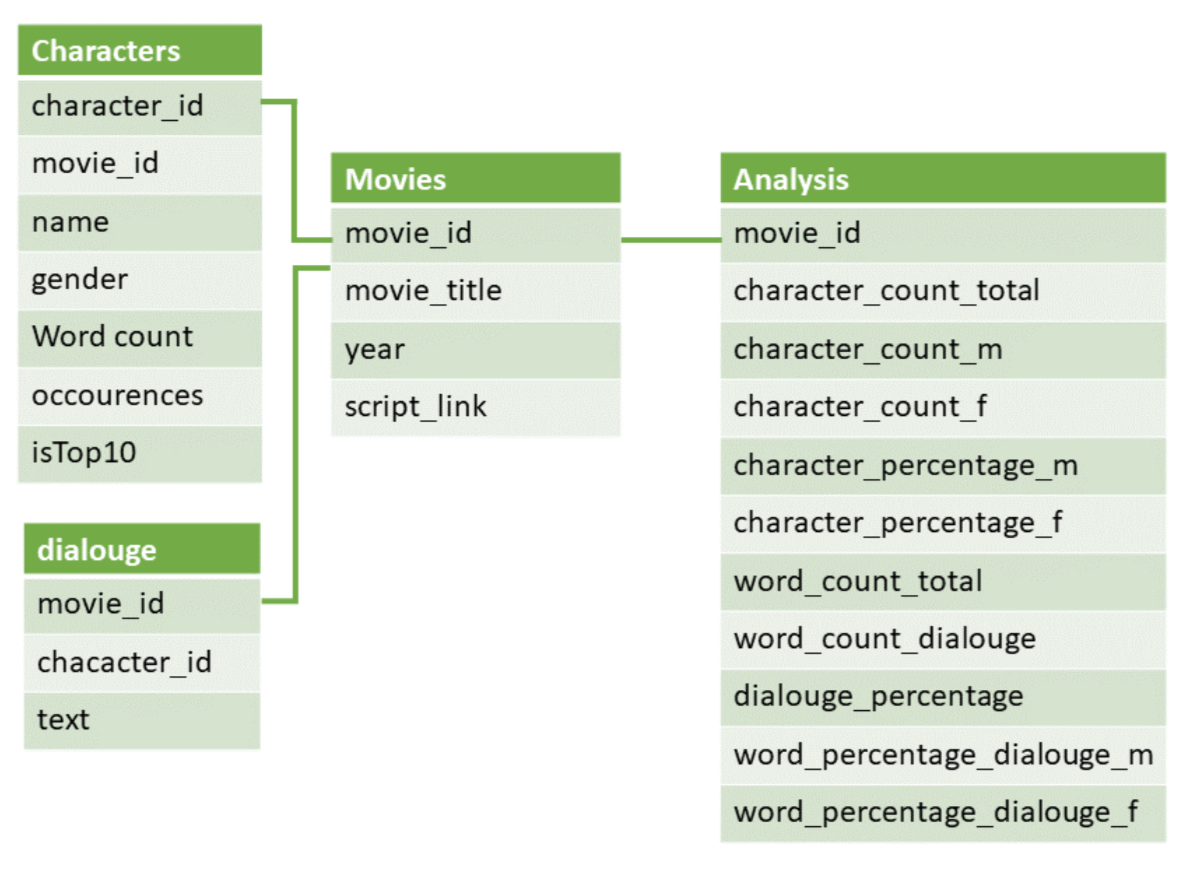 Characters
character_id
movie_id
name
gender
Word count
occourences
isTop10
dialouge
movie_id
chacacter_id
text
Movies
movie_id
movie_title
year
script_link
Analysis
movie_id
character_count_total
character_count_m
character_count_f
character_percentage_m
character_percentage_f
word_count_total
word_count_dialouge
dialouge_percentage
word_percentage_dialouge_m
word_percentage_dialouge_f